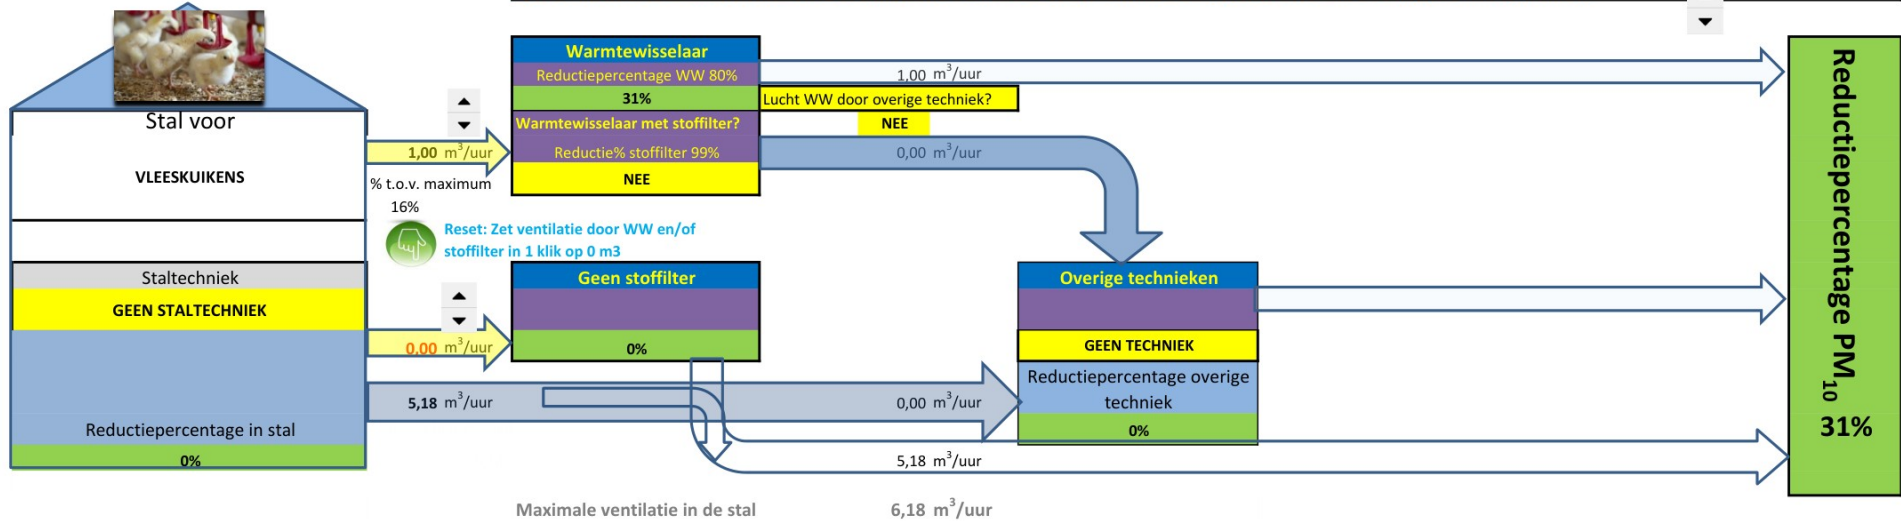 Stal voor
VLEESKUIKENS
Staltechniek
GEEN STALTECHNIEK
Reductiepercentage in stal
0%
1,00 m³/uur
% t.o.v. maximum
16%
Reset: Zet ventilatie door WW en/of
stoffilter in 1 klik op 0 m3
0,00 m³/uur
5,18 m³/uur
Warmtewisselaar
Reductiepercentage WW 80%
31%
Warmtewisselaar met stoffilter?
Reductie% stoffilter 99%
NEE
Geen stoffilter
0%
1,00 m³/uur
Lucht WW door overige techniek?
NEE
0,00 m³/uur
0,00 m³/uur
5,18 m³/uur
Overige technieken
GEEN TECHNIEK
Reductiepercentage overige
techniek
0%
Reductiepercentage PM₁₀
31%
Maximale ventilatie in de stal 6,18 m³/uur